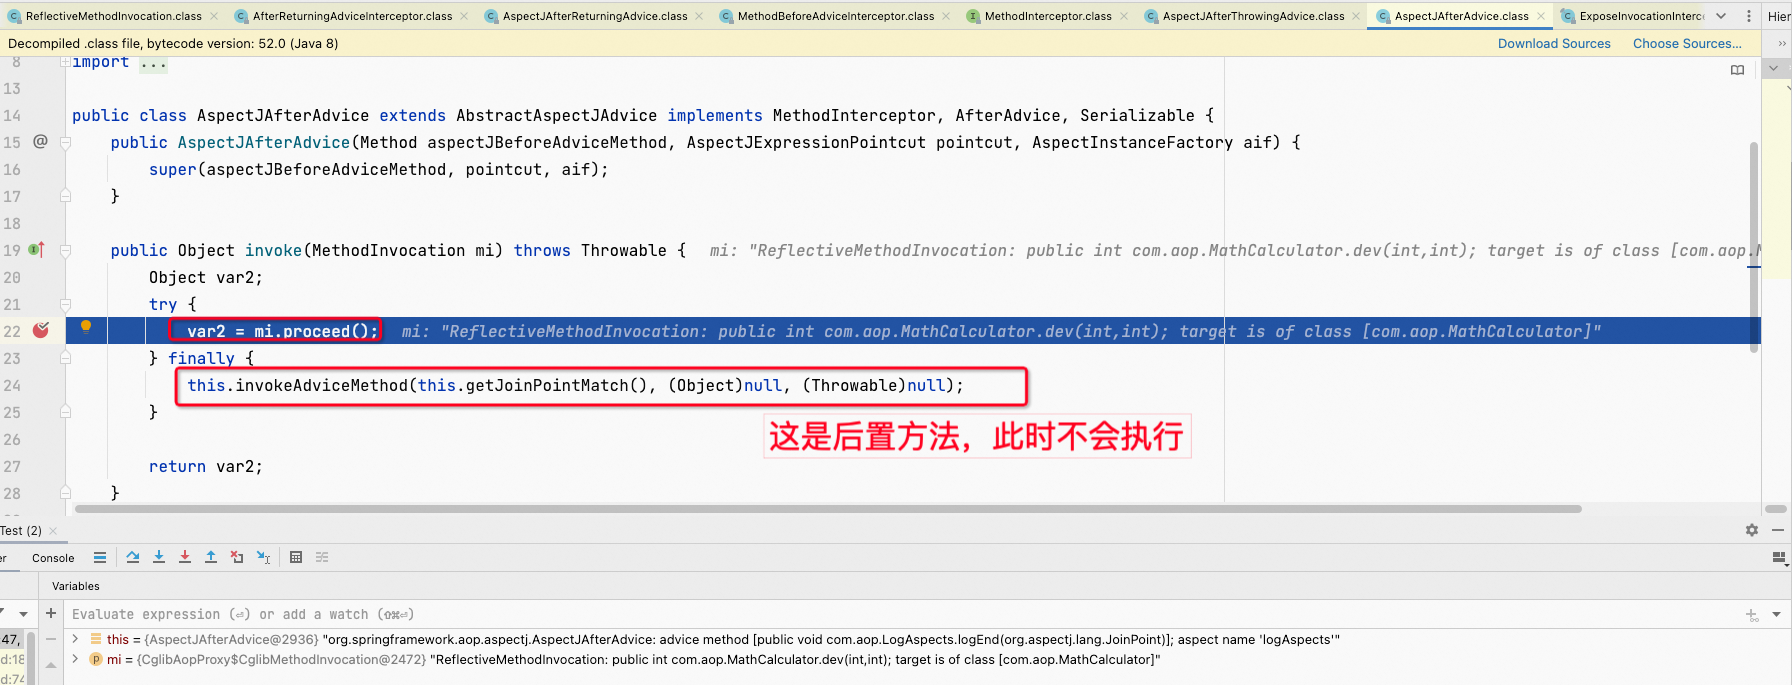 ReflectiveMethodInvocation.class AfterReturningAdviceInterceptor.class AspectJAfterReturningAdvice.class MethodBeforeAdviceInterceptor.class MethodInterceptor.class AspectJAfterThrowingAdvice.class AspectJAfterAdvice.class ExposeInvocationInterc Hier
Decompiled .class file, bytecode version: 52.0 (Java 8) Download Sources Choose Sources...
8 import ...
13
14 public class AspectJAfterAdvice extends AbstractAspectJAdvice implements MethodInterceptor, AfterAdvice, Serializable {
15 @ public AspectJAfterAdvice(Method aspectJBeforeAdviceMethod, AspectJExpressionPointcut pointcut, AspectInstanceFactory aif) {
16 super(aspectJBeforeAdviceMethod, pointcut, aif);
17 }
18
19 public Object invoke(MethodInvocation mi) throws Throwable { mi: "ReflectiveMethodInvocation: public int com.aop.MathCalculator.dev(int,int); target is of class [com.aop.M
20 Object var2;
21 try {
22 var2 = mi.proceed(); mi: "ReflectiveMethodInvocation: public int com.aop.MathCalculator.dev(int,int); target is of class [com.aop.MathCalculator]"
23 } finally {
24 this.invokeAdviceMethod(this.getJoinPointMatch(), (Object)null, (Throwable)null);
25 }
这是后置方法，此时不会执行
26
27 return var2;
28 }
Test (2)
er Console
Variables
Evaluate expression (⏎) or add a watch (⇧⌘⏎)
47, this = {AspectJAfterAdvice@2936} "org.springframework.aop.aspectj.AspectJAfterAdvice: advice method [public void com.aop.LogAspects.logEnd(org.aspectj.lang.JoinPoint)]; aspect name 'logAspects'"
d:18 mi = {CglibAopProxy$CglibMethodInvocation@2472} "ReflectiveMethodInvocation: public int com.aop.MathCalculator.dev(int,int); target is of class [com.aop.MathCalculator]"
d:74